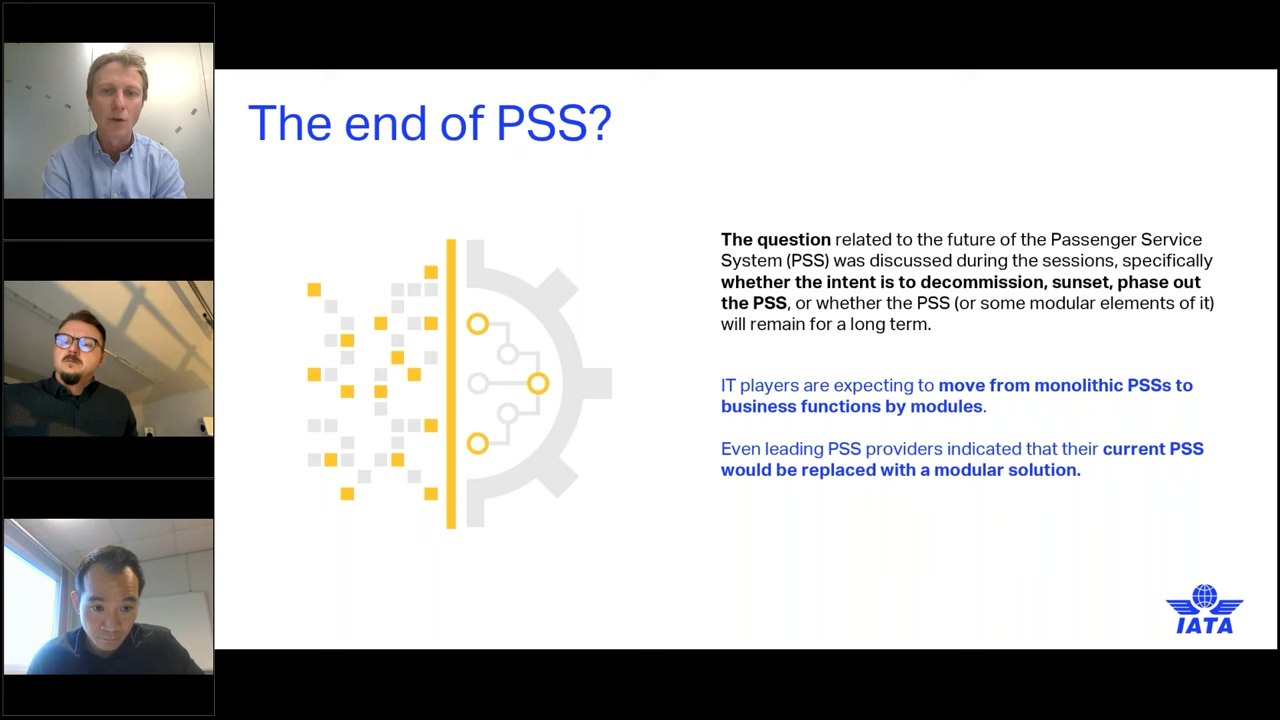 The end of PSS?
The question related to the future of the Passenger Service
System (PSS) was discussed during the sessions, specifically
whether the intent is to decommission, sunset, phase out
the PSS, or whether the PSS (or some modular elements of it)
will remain for a long term.
IT players are expecting to move from monolithic PSSs to
business functions by modules.
Even leading PSS providers indicated that their current PSS
would be replaced with a modular solution.
IATA